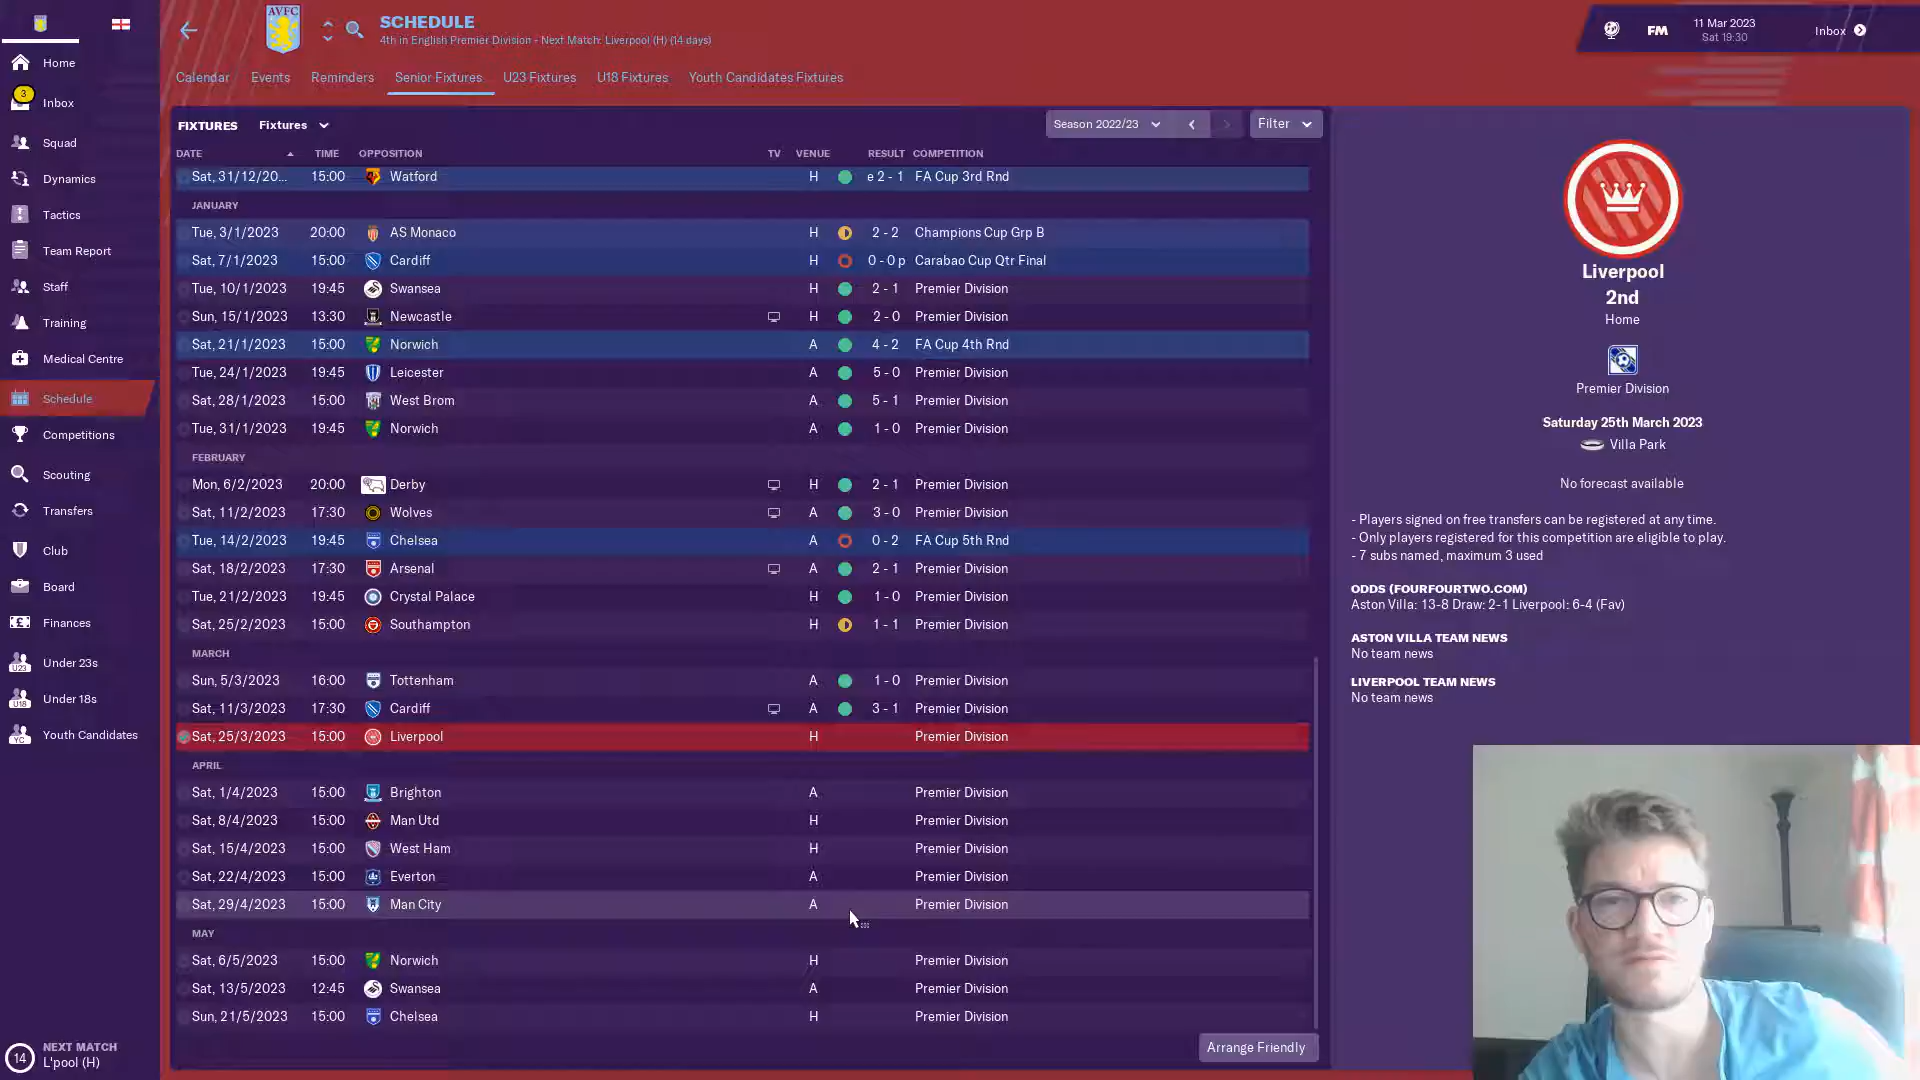 AVFC
SCHEDULE
4th in English Premier Division - Next Match: Liverpool (H) (14 days)
FM
11 Mar 2023
Sat 19:30
Inbox
Home
3
Inbox
Squad
Dynamics
Tactics
Team Report
Staff
Training
Medical Centre
Schedule
Competitions
Scouting
Transfers
Club
Board
Finances
U23 Under 23s
U18 Under 18s
YC Youth Candidates
14 NEXT MATCH
L'pool (H)
Calendar Events Reminders Senior Fixtures U23 Fixtures U18 Fixtures Youth Candidates Fixtures
FIXTURES Fixtures Season 2022/23 Filter
DATE TIME OPPOSITION TV VENUE RESULT COMPETITION
Sat, 31/12/20... 15:00 Watford H e 2 - 1 FA Cup 3rd Rnd
JANUARY
Tue, 3/1/2023 20:00 AS Monaco H 2 - 2 Champions Cup Grp B
Sat, 7/1/2023 15:00 Cardiff H 0 - 0 p Carabao Cup Qtr Final
Tue, 10/1/2023 19:45 Swansea H 2 - 1 Premier Division
Sun, 15/1/2023 13:30 Newcastle H 2 - 0 Premier Division
Sat, 21/1/2023 15:00 Norwich A 4 - 2 FA Cup 4th Rnd
Tue, 24/1/2023 19:45 Leicester A 5 - 0 Premier Division
Sat, 28/1/2023 15:00 West Brom A 5 - 1 Premier Division
Tue, 31/1/2023 19:45 Norwich A 1 - 0 Premier Division
FEBRUARY
Mon, 6/2/2023 20:00 Derby H 2 - 1 Premier Division
Sat, 11/2/2023 17:30 Wolves A 3 - 0 Premier Division
Tue, 14/2/2023 19:45 Chelsea A 0 - 2 FA Cup 5th Rnd
Sat, 18/2/2023 17:30 Arsenal A 2 - 1 Premier Division
Tue, 21/2/2023 19:45 Crystal Palace H 1 - 0 Premier Division
Sat, 25/2/2023 15:00 Southampton H 1 - 1 Premier Division
MARCH
Sun, 5/3/2023 16:00 Tottenham A 1 - 0 Premier Division
Sat, 11/3/2023 17:30 Cardiff A 3 - 1 Premier Division
Sat, 25/3/2023 15:00 Liverpool H Premier Division
APRIL
Sat, 1/4/2023 15:00 Brighton A Premier Division
Sat, 8/4/2023 15:00 Man Utd H Premier Division
Sat, 15/4/2023 15:00 West Ham H Premier Division
Sat, 22/4/2023 15:00 Everton A Premier Division
Sat, 29/4/2023 15:00 Man City A Premier Division
MAY
Sat, 6/5/2023 15:00 Norwich H Premier Division
Sat, 13/5/2023 12:45 Swansea A Premier Division
Sun, 21/5/2023 15:00 Chelsea H Premier Division
Arrange Friendly
Liverpool
2nd
Home
Premier Division
Saturday 25th March 2023
Villa Park
No forecast available
- Players signed on free transfers can be registered at any time.
- Only players registered for this competition are eligible to play.
- 7 subs named, maximum 3 used
ODDS (FOURFOURTWO.COM)
Aston Villa: 13-8 Draw: 2-1 Liverpool: 6-4 (Fav)
ASTON VILLA TEAM NEWS
No team news
LIVERPOOL TEAM NEWS
No team news